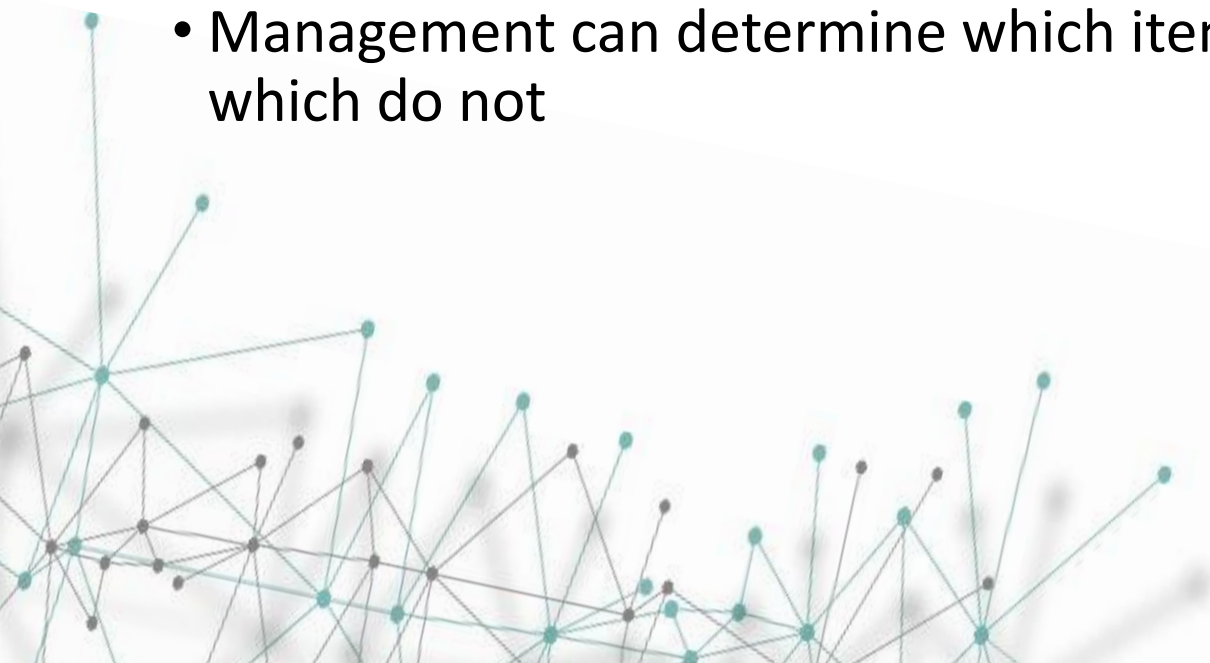 • Management can determine which
which do not